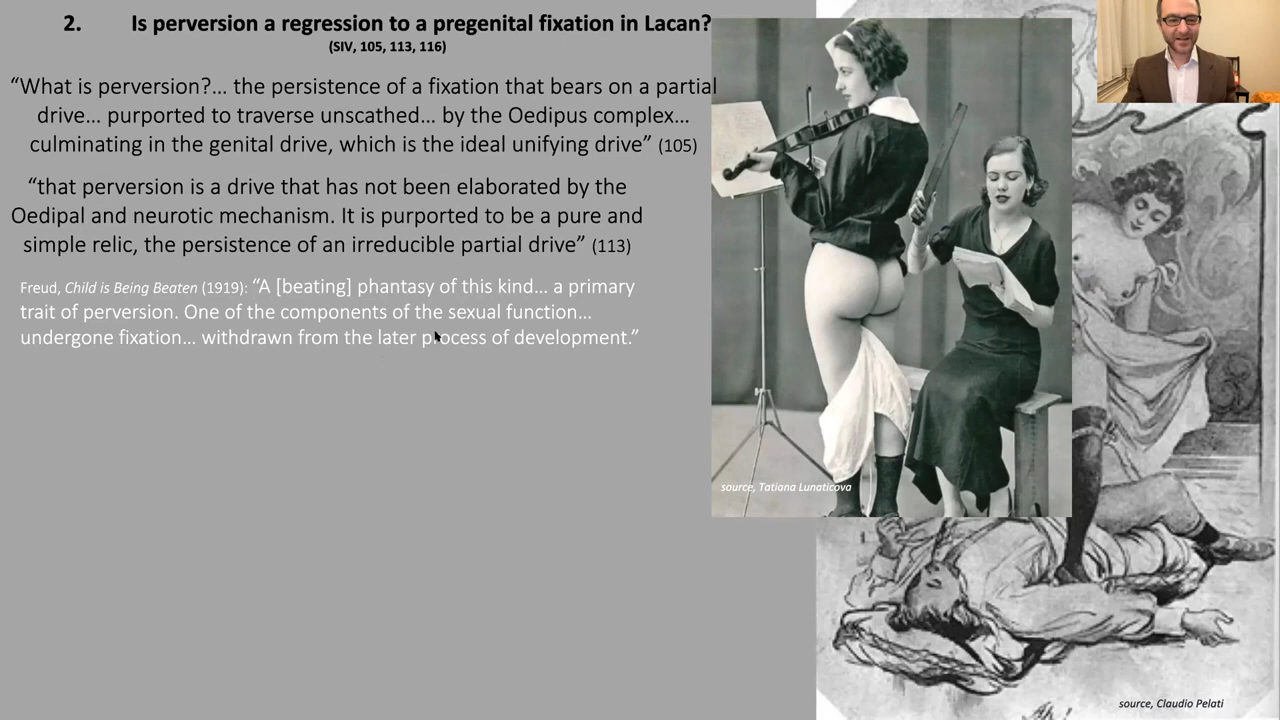 2. Is perversion a regression to a pregenital fixation in Lacan?
(SIV, 105, 113, 116)
“What is perversion?... the persistence of a fixation that bears on a partial
drive... purported to traverse unscathed... by the Oedipus complex...
culminating in the genital drive, which is the ideal unifying drive” (105)
“that perversion is a drive that has not been elaborated by the
Oedipal and neurotic mechanism. It is purported to be a pure and
simple relic, the persistence of an irreducible partial drive” (113)
Freud, Child is Being Beaten (1919): “A [beating] phantasy of this kind... a primary
trait of perversion. One of the components of the sexual function...
undergone fixation... withdrawn from the later process of development.”
source, Tatiana Lunaticova
source, Claudio Pelati
Ah!